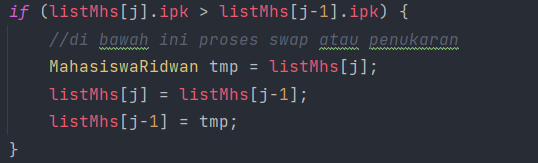 if (listMhs[j].ipk > listMhs[j-1].ipk) {
//di bawah ini proses swap atau penukaran
MahasiswaRidwan tmp = listMhs[j];
listMhs[j] = listMhs[j-1];
listMhs[j-1] = tmp;
}